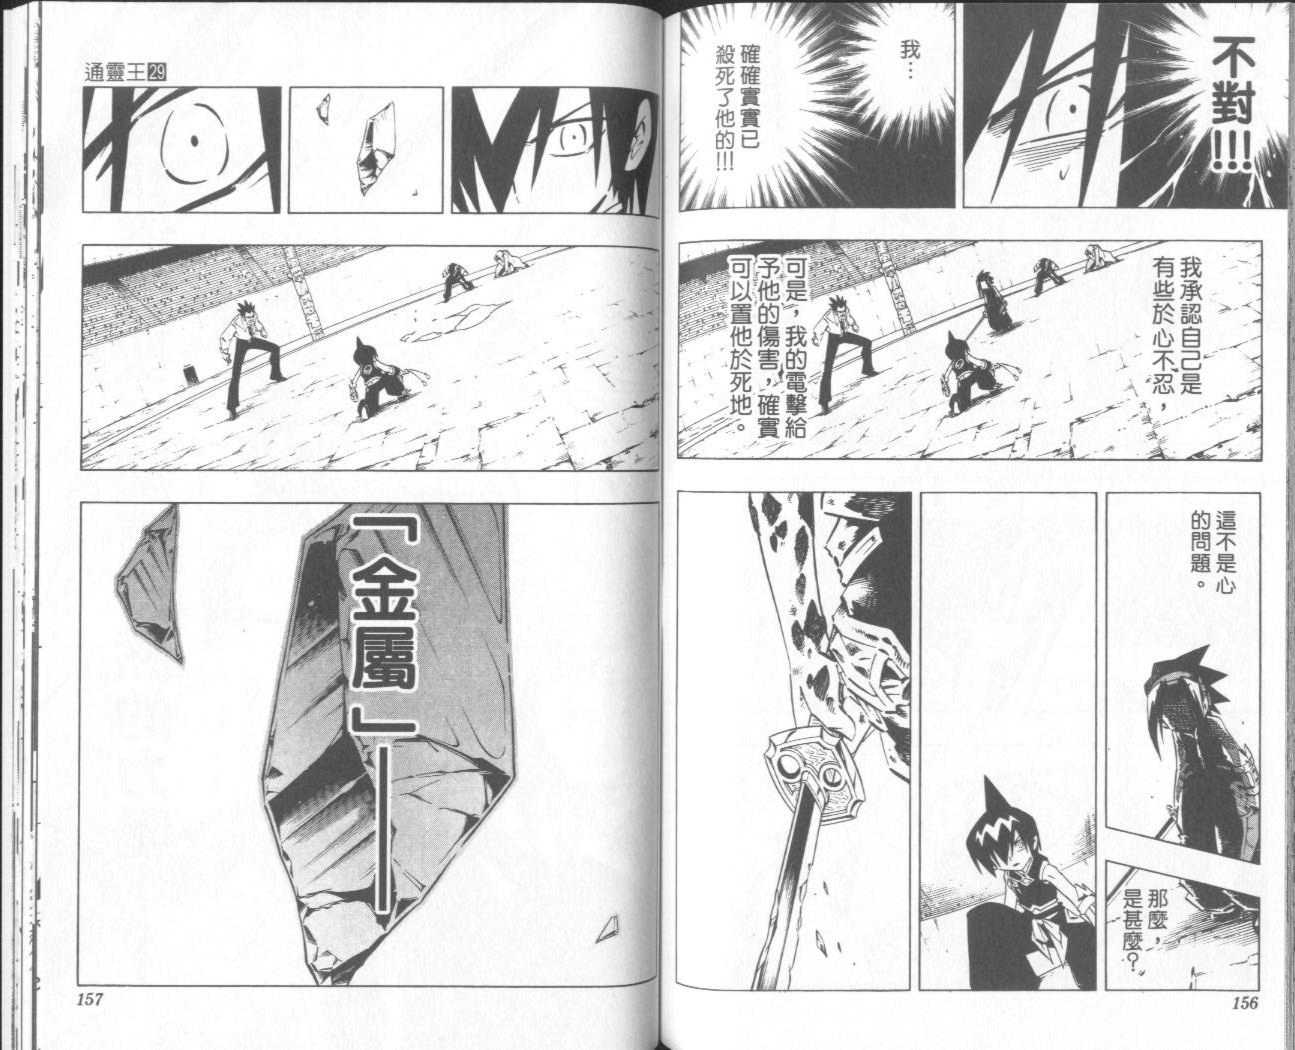 不對!!!
我…
確確實實已
殺死了他的!!!
我承認自己是
有些於心不忍，
可是，我的電擊給
予他的傷害，確實
可以置他於死地。
這不是心
的問題。
那麼，
是甚麼？
156
通靈王29
「金屬」——
157